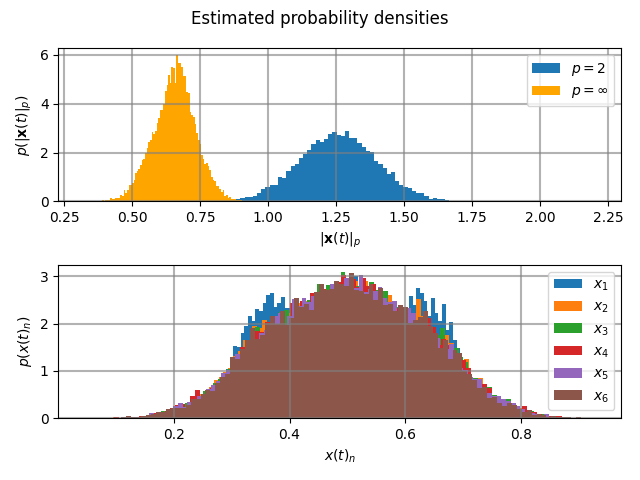 Estimated probability densities
6
4
2
0
p(|𝐱(t)|ₚ)
p = 2
p = ∞
0.25 0.50 0.75 1.00 1.25 1.50 1.75 2.00 2.25
|𝐱(t)|ₚ
3
2
1
0
p(x(t)ₙ)
x₁
x₂
x₃
x₄
x₅
x₆
0.2 0.4 0.6 0.8
x(t)ₙ